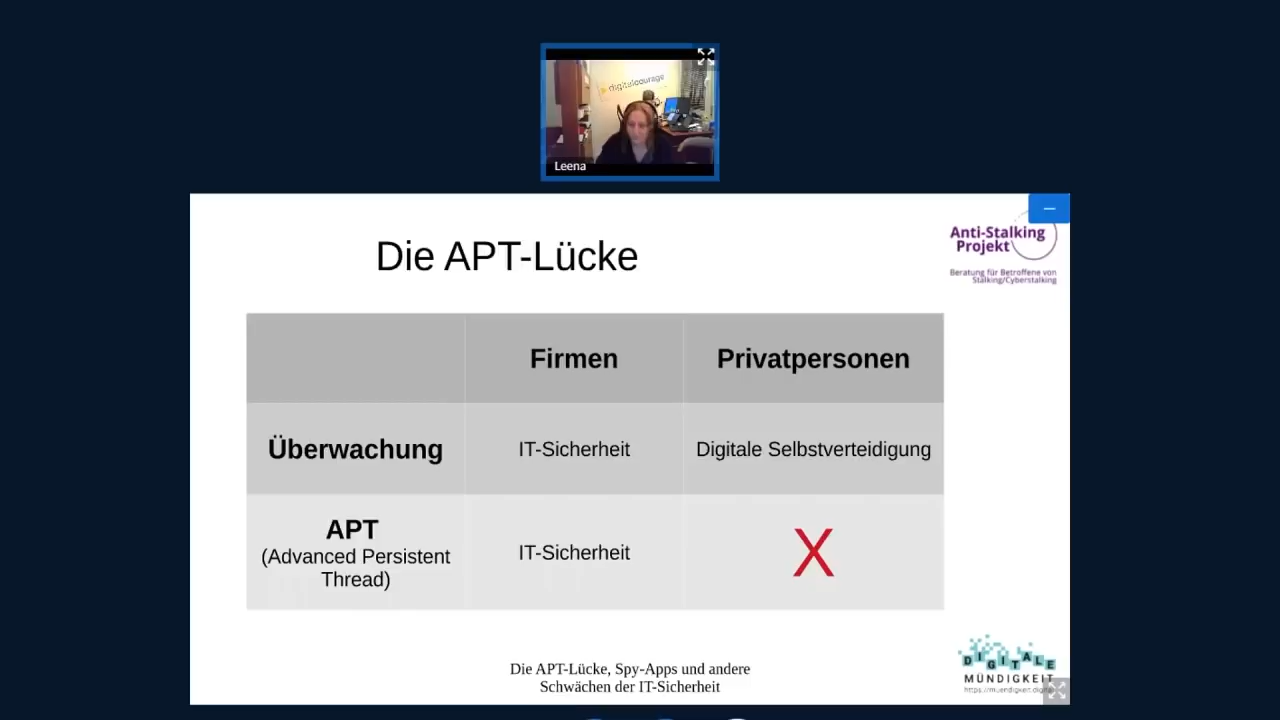 digitalcourage
Leena
Die APT-Lücke
Anti-Stalking
Projekt
Beratung für Betroffene von
Stalking/Cyberstalking
Firmen
Privatpersonen
Überwachung
IT-Sicherheit
Digitale Selbstverteidigung
APT
(Advanced Persistent
Thread)
IT-Sicherheit
X
Die APT-Lücke, Spy-Apps und andere
Schwächen der IT-Sicherheit
DIGITALE
MÜNDIGKEIT